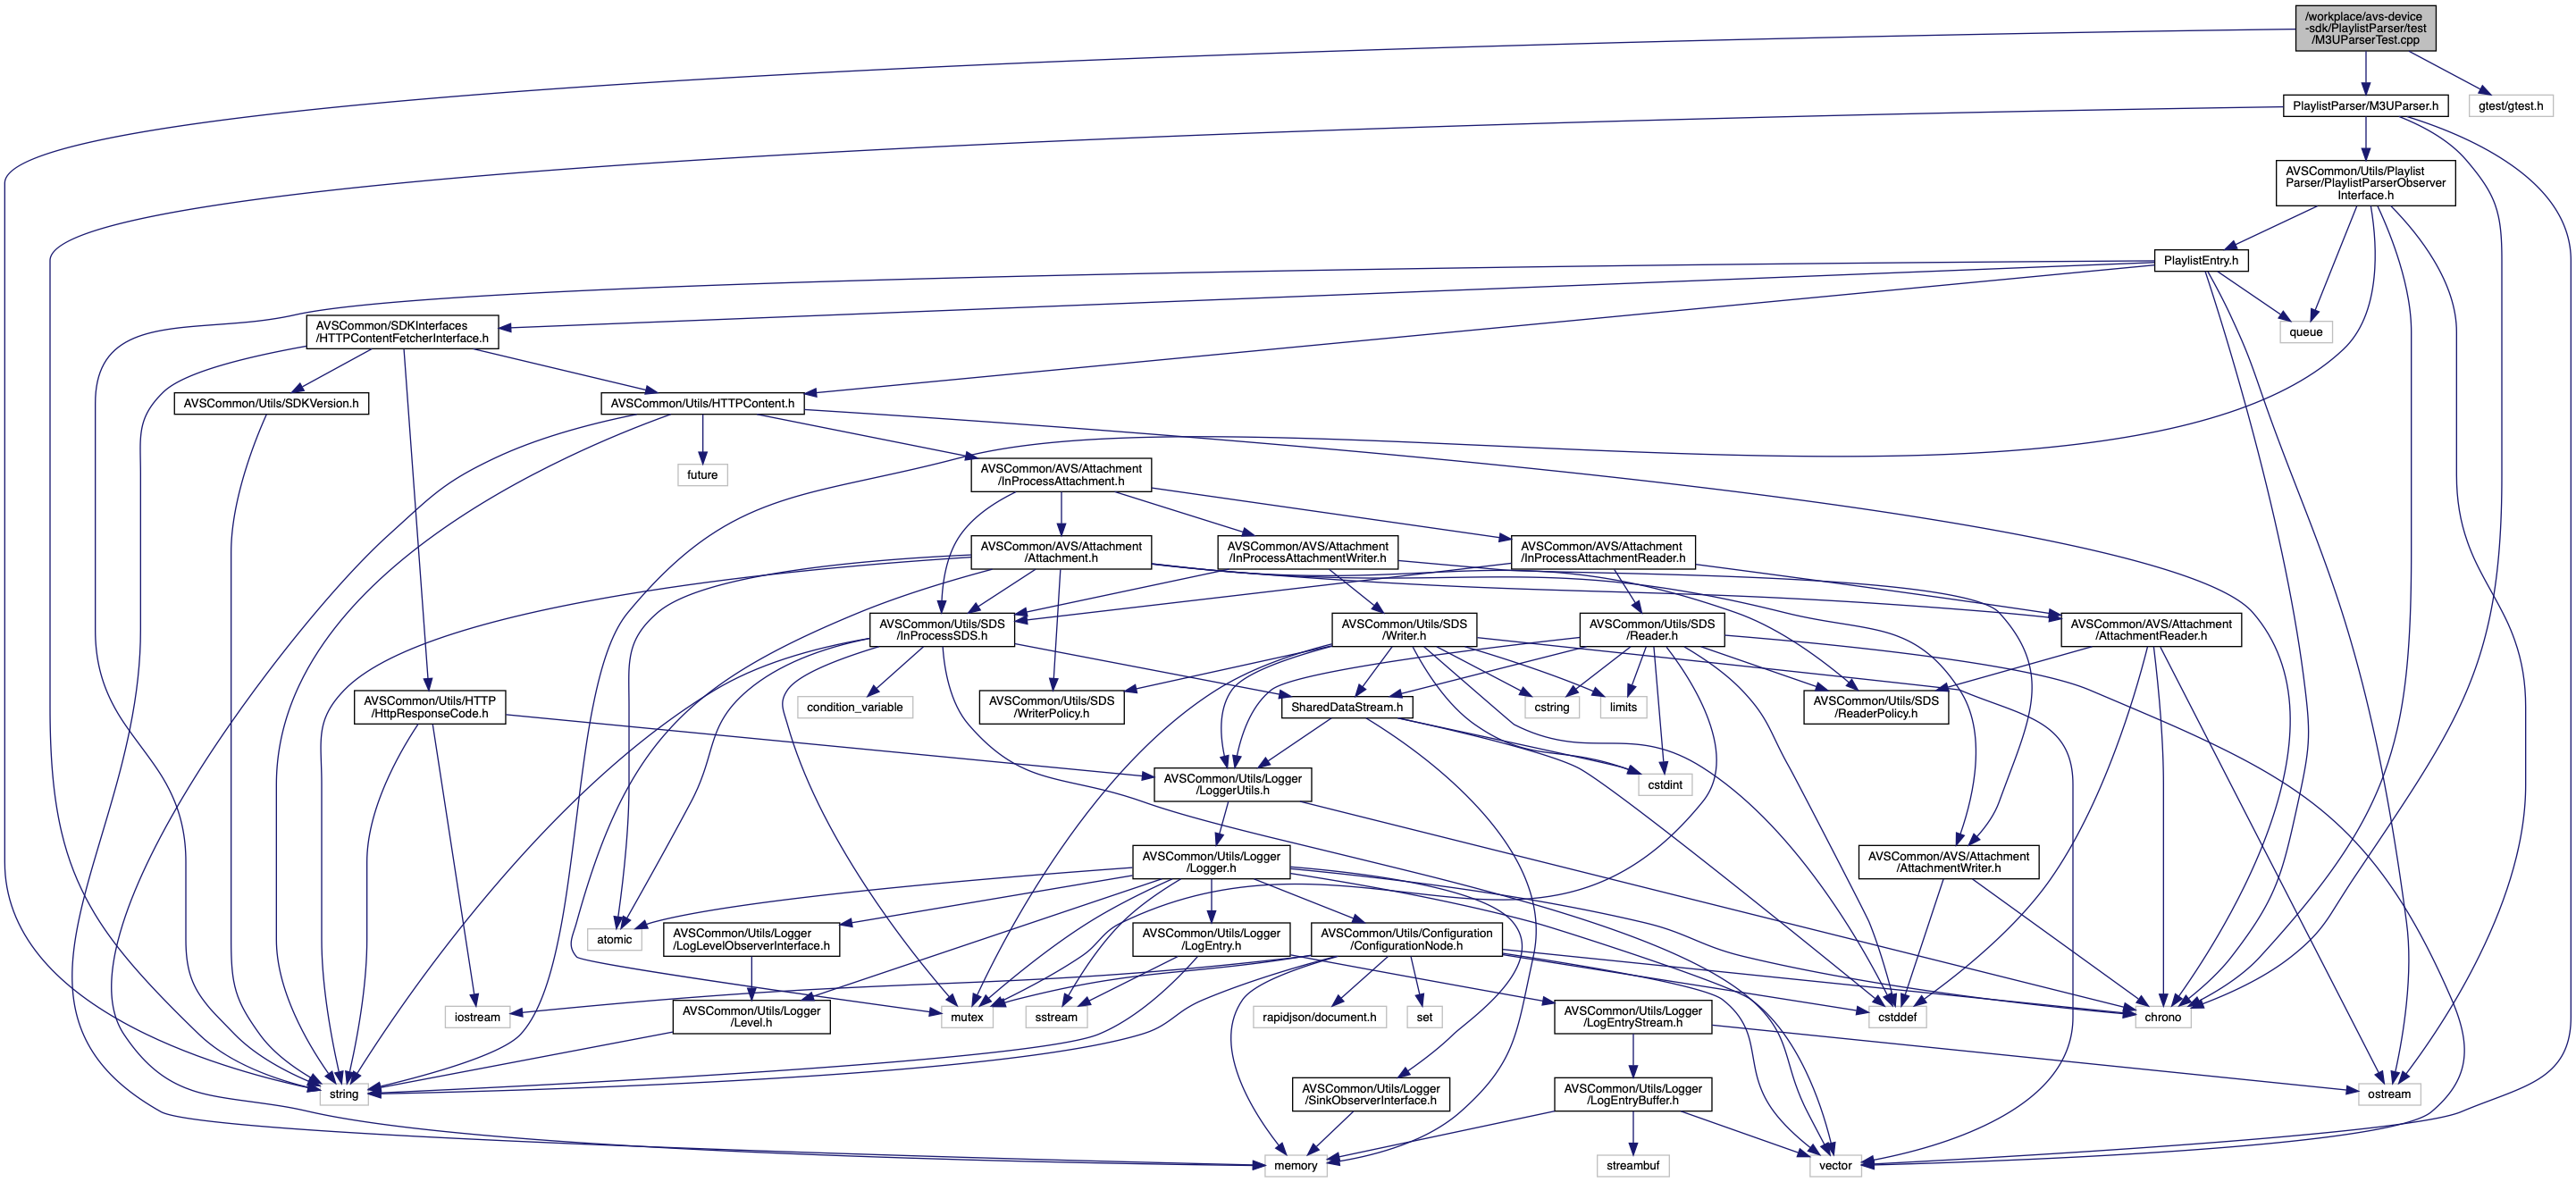 /workplace/avs-device
-sdk/PlaylistParser/test
/M3UParserTest.cpp
PlaylistParser/M3UParser.h
gtest/gtest.h
AVSCommon/Utils/Playlist
Parser/PlaylistParserObserver
Interface.h
PlaylistEntry.h
AVSCommon/SDKInterfaces
/HTTPContentFetcherInterface.h
queue
AVSCommon/Utils/SDKVersion.h
AVSCommon/Utils/HTTPContent.h
future
AVSCommon/AVS/Attachment
/InProcessAttachment.h
AVSCommon/AVS/Attachment
/Attachment.h
AVSCommon/AVS/Attachment
/InProcessAttachmentWriter.h
AVSCommon/AVS/Attachment
/InProcessAttachmentReader.h
AVSCommon/Utils/SDS
/InProcessSDS.h
AVSCommon/Utils/SDS
/Writer.h
AVSCommon/Utils/SDS
/Reader.h
AVSCommon/AVS/Attachment
/AttachmentReader.h
AVSCommon/Utils/HTTP
/HttpResponseCode.h
condition_variable
AVSCommon/Utils/SDS
/WriterPolicy.h
SharedDataStream.h
cstring
limits
AVSCommon/Utils/SDS
/ReaderPolicy.h
AVSCommon/Utils/Logger
/LoggerUtils.h
cstdint
AVSCommon/Utils/Logger
/Logger.h
AVSCommon/AVS/Attachment
/AttachmentWriter.h
atomic
AVSCommon/Utils/Logger
/LogLevelObserverInterface.h
AVSCommon/Utils/Logger
/LogEntry.h
AVSCommon/Utils/Configuration
/ConfigurationNode.h
iostream
AVSCommon/Utils/Logger
/Level.h
mutex
sstream
rapidjson/document.h
set
AVSCommon/Utils/Logger
/LogEntryStream.h
cstddef
chrono
string
AVSCommon/Utils/Logger
/SinkObserverInterface.h
AVSCommon/Utils/Logger
/LogEntryBuffer.h
ostream
memory
streambuf
vector